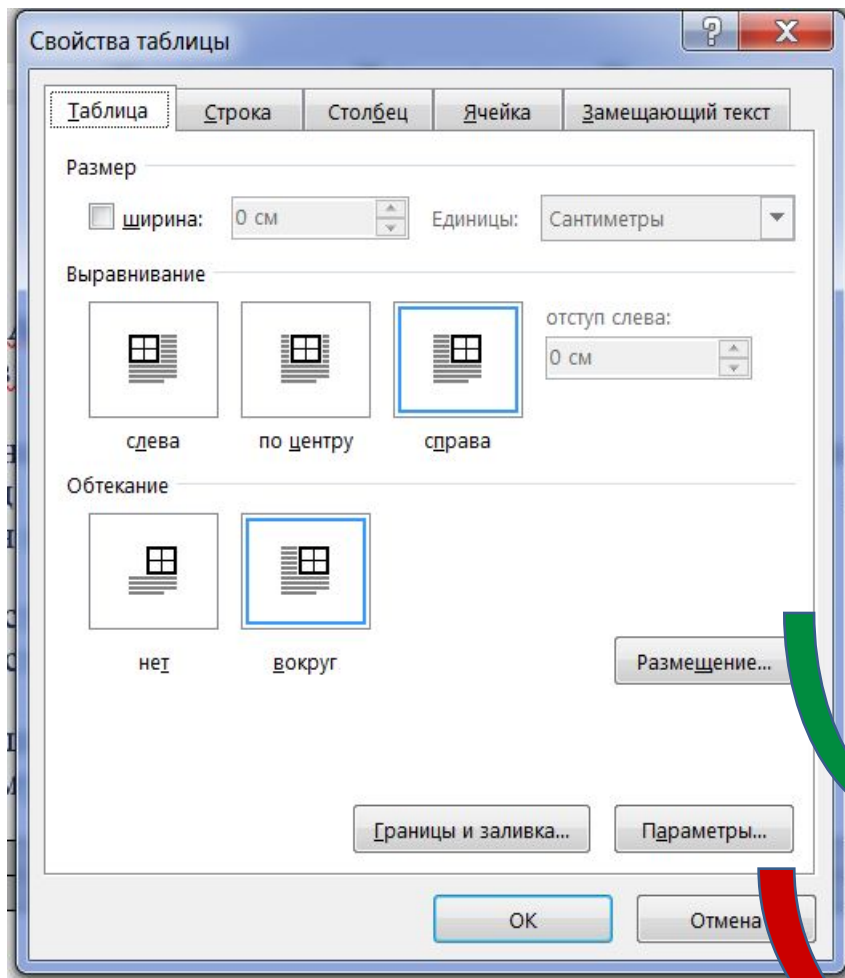 Свойства таблицы
Таблица Строка Столбец Ячейка Замещающий текст
Размер
ширина: 0 см Единицы: Сантиметры
Выравнивание
отступ слева:
0 см
слева по центру справа
Обтекание
нет вокруг
Размещение...
Границы и заливка... Параметры...
ОК Отмена